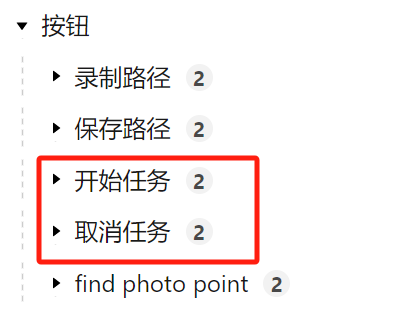 按钮
录制路径 2
保存路径 2
开始任务 2
取消任务 2
find photo point 2